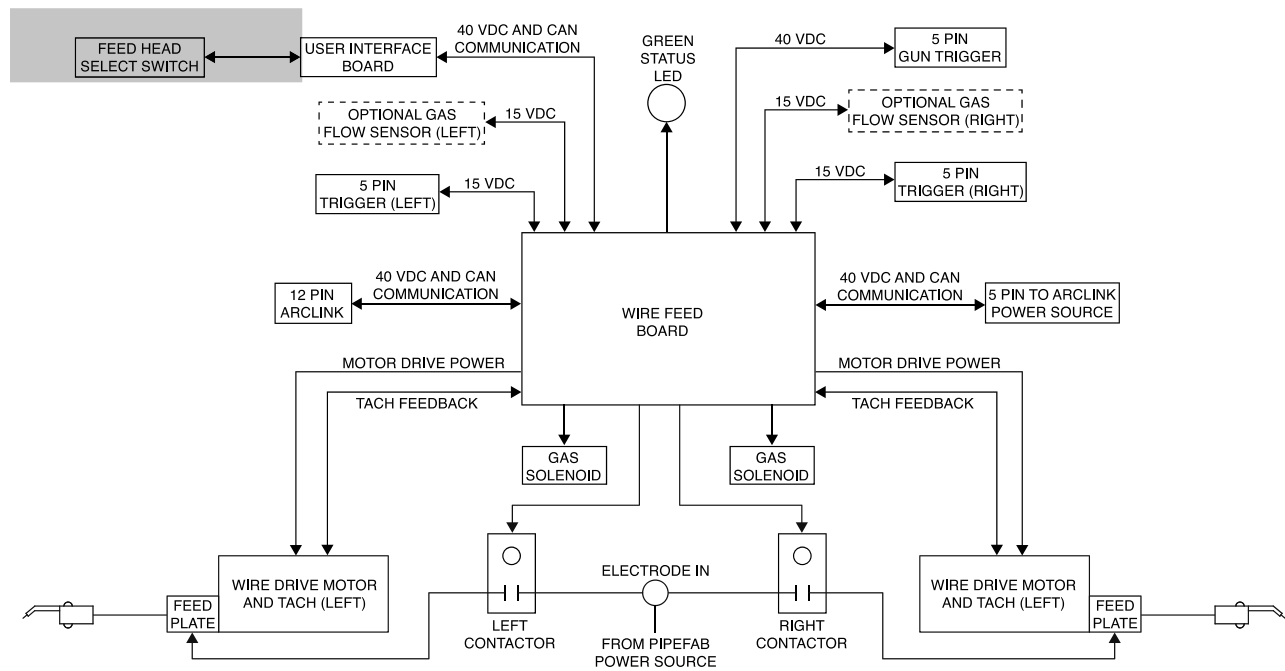 FEED HEAD
SELECT SWITCH
USER INTERFACE
BOARD
40 VDC AND CAN
COMMUNICATION
GREEN
STATUS
LED
40 VDC
5 PIN
GUN TRIGGER
OPTIONAL GAS
FLOW SENSOR (LEFT)
15 VDC
15 VDC
OPTIONAL GAS
FLOW SENSOR (RIGHT)
5 PIN
TRIGGER (LEFT)
15 VDC
15 VDC
5 PIN
TRIGGER (RIGHT)
12 PIN
ARCLINK
40 VDC AND CAN
COMMUNICATION
WIRE FEED
BOARD
40 VDC AND CAN
COMMUNICATION
5 PIN TO ARCLINK
POWER SOURCE
MOTOR DRIVE POWER
MOTOR DRIVE POWER
TACH FEEDBACK
TACH FEEDBACK
GAS
SOLENOID
GAS
SOLENOID
WIRE DRIVE MOTOR
AND TACH (LEFT)
FEED
PLATE
LEFT
CONTACTOR
ELECTRODE IN
FROM PIPEFAB
POWER SOURCE
RIGHT
CONTACTOR
WIRE DRIVE MOTOR
AND TACH (LEFT)
FEED
PLATE